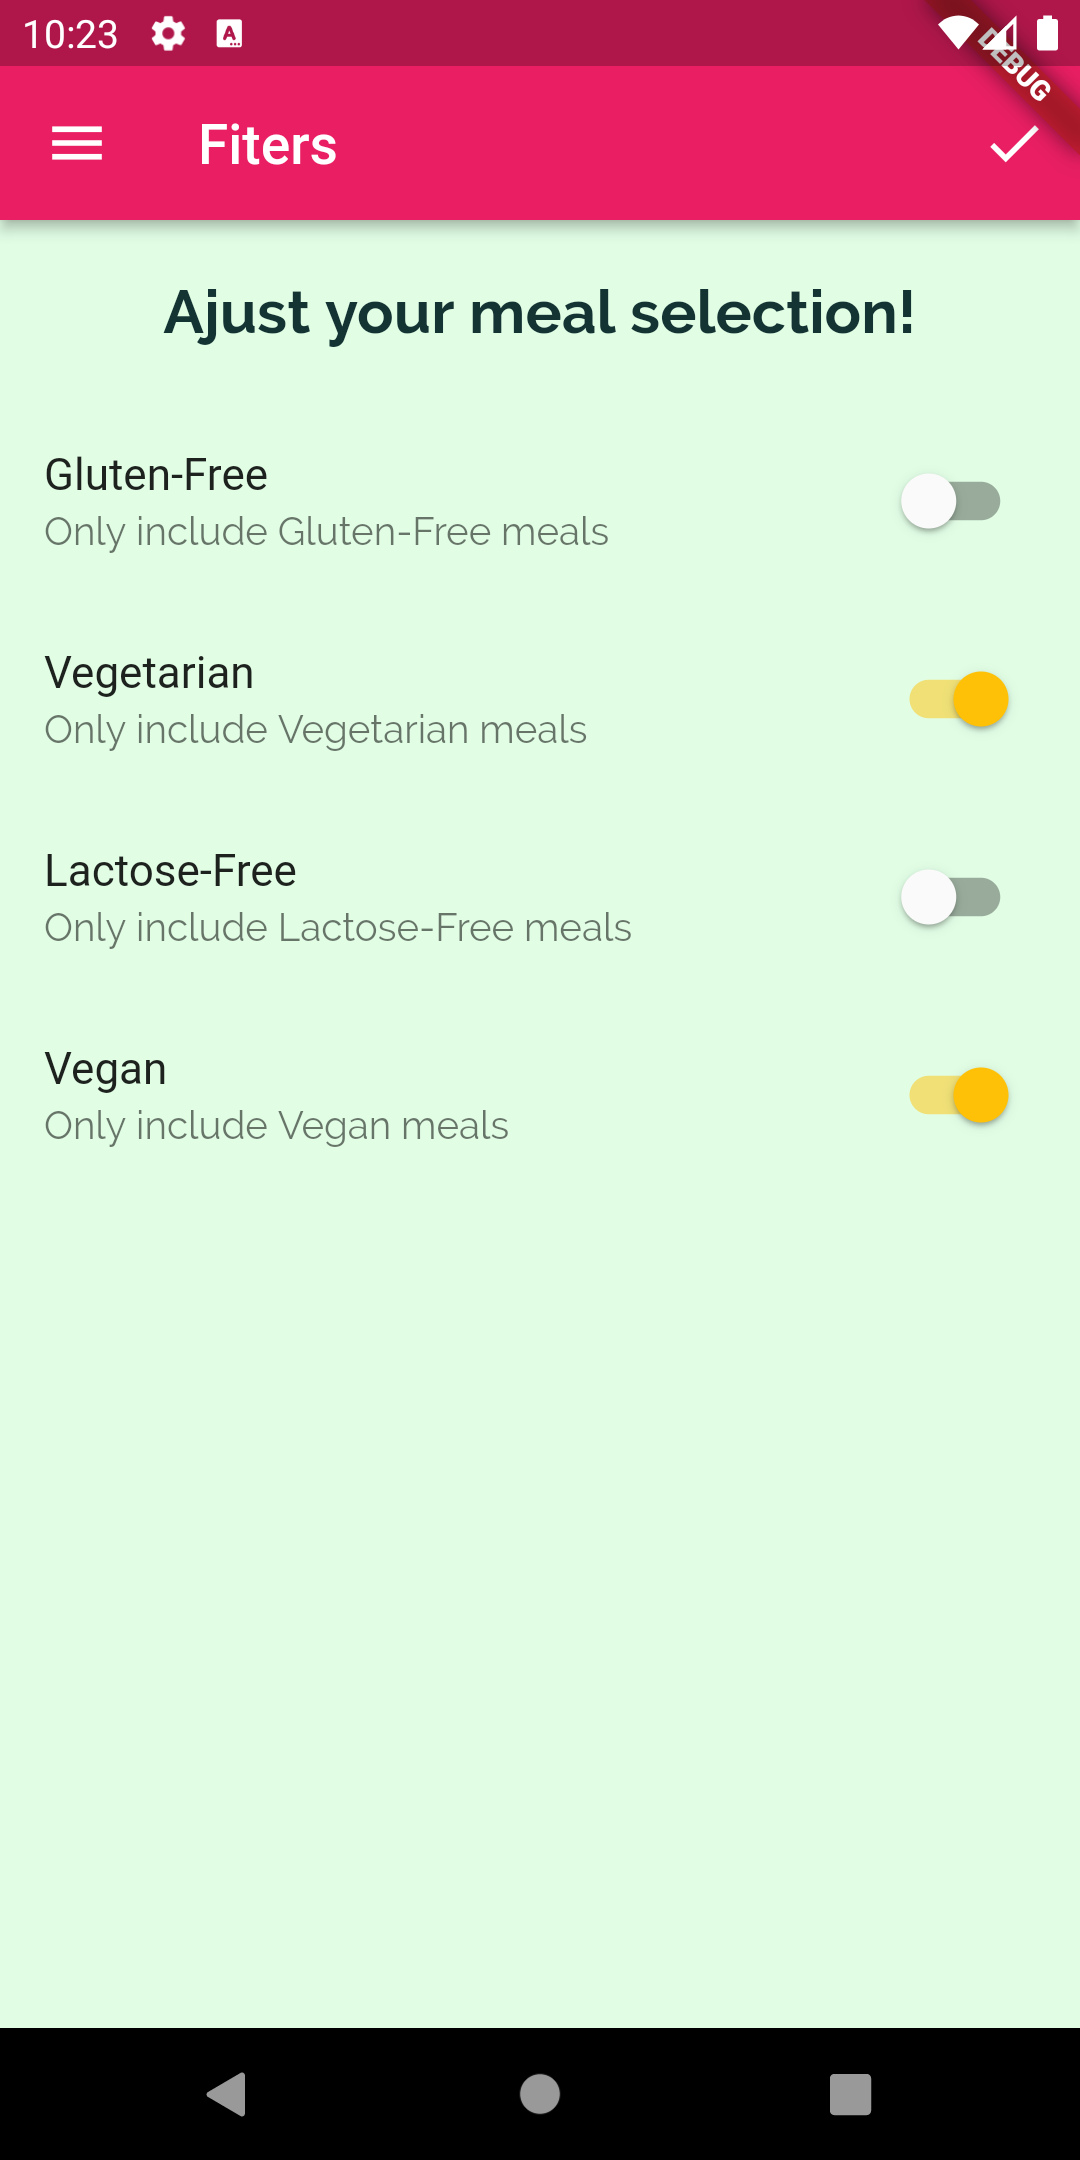 10:23
DEBUG
Fiters
Ajust your meal selection!
Gluten-Free
Only include Gluten-Free meals
Vegetarian
Only include Vegetarian meals
Lactose-Free
Only include Lactose-Free meals
Vegan
Only include Vegan meals